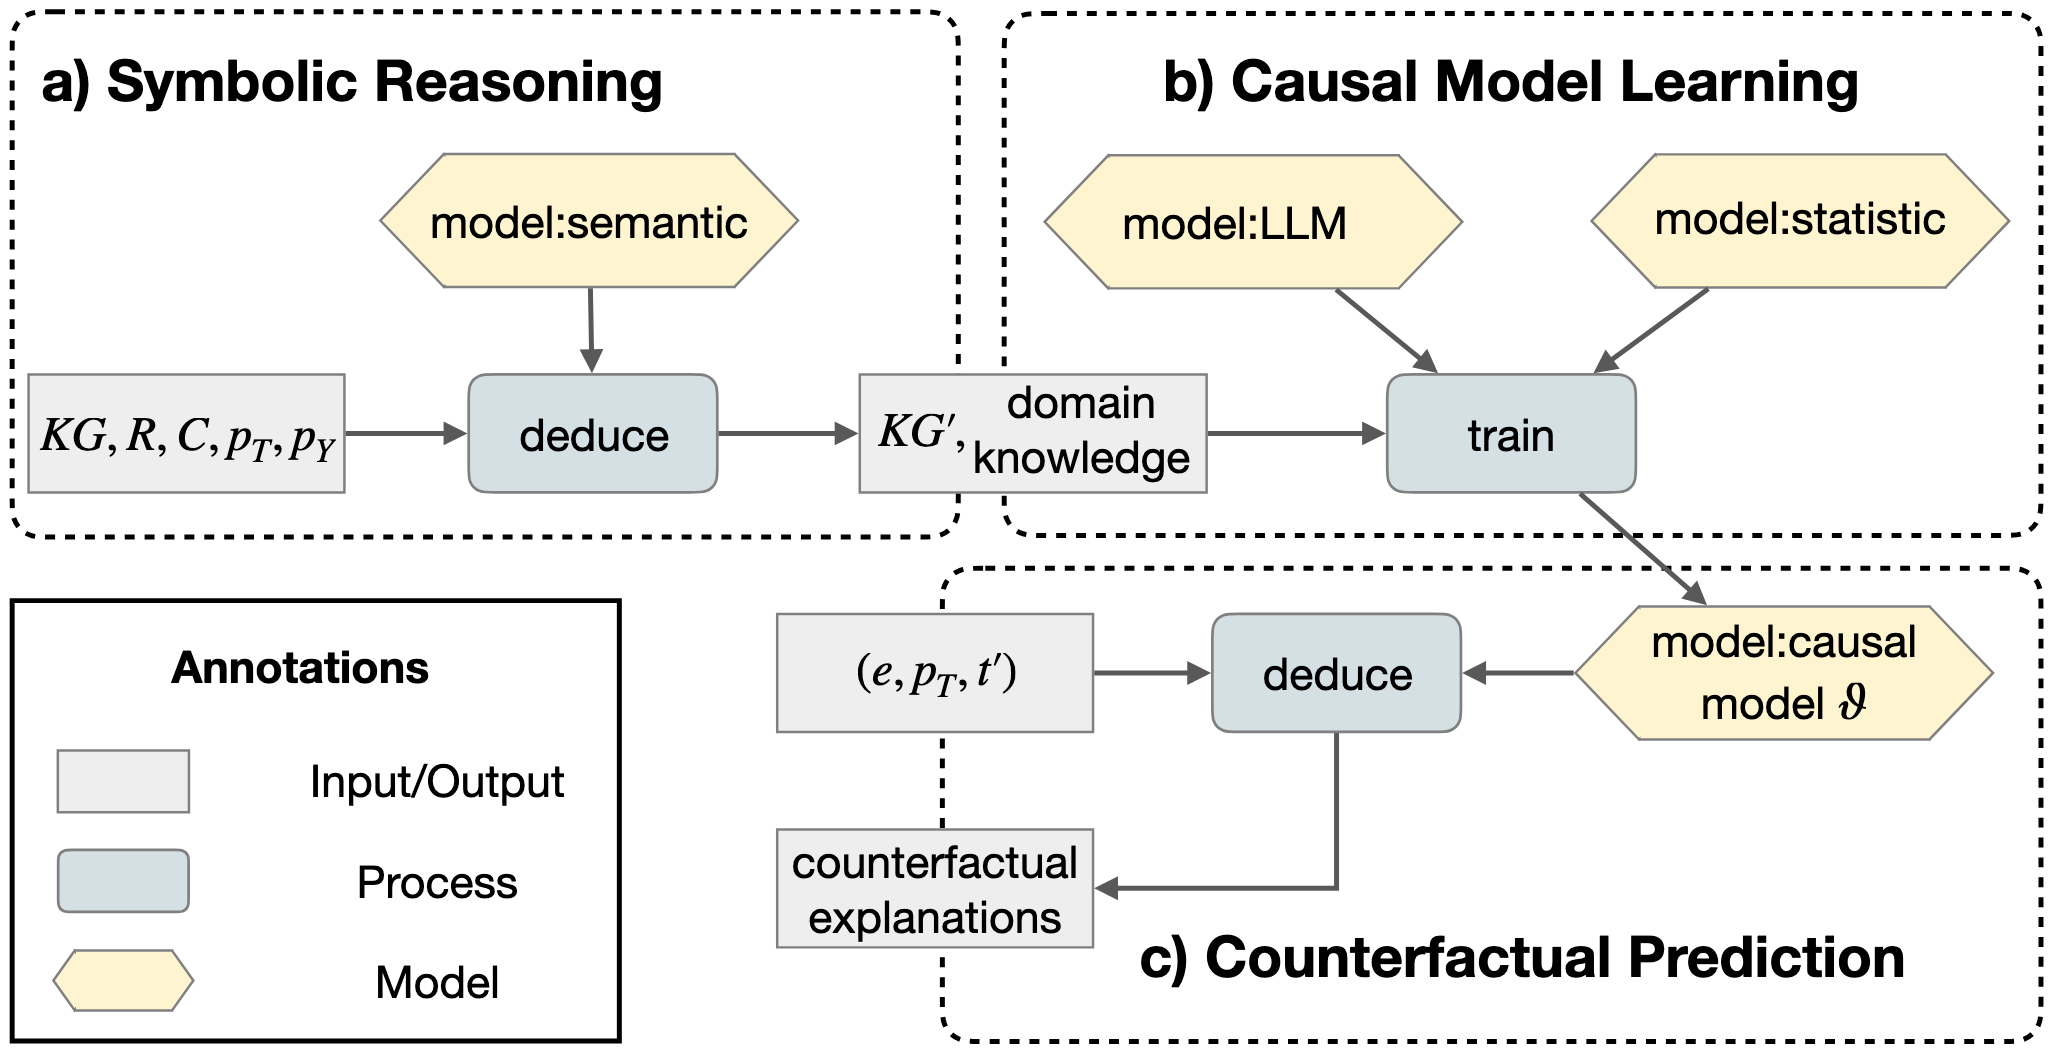 a) Symbolic Reasoning
model:semantic
KG, R, C, p_T, p_Y
deduce
KG′, domain
knowledge
b) Causal Model Learning
model:LLM
model:statistic
train
Annotations
Input/Output
Process
Model
(e, p_T, t′)
deduce
model:causal
model ϑ
counterfactual
explanations
c) Counterfactual Prediction